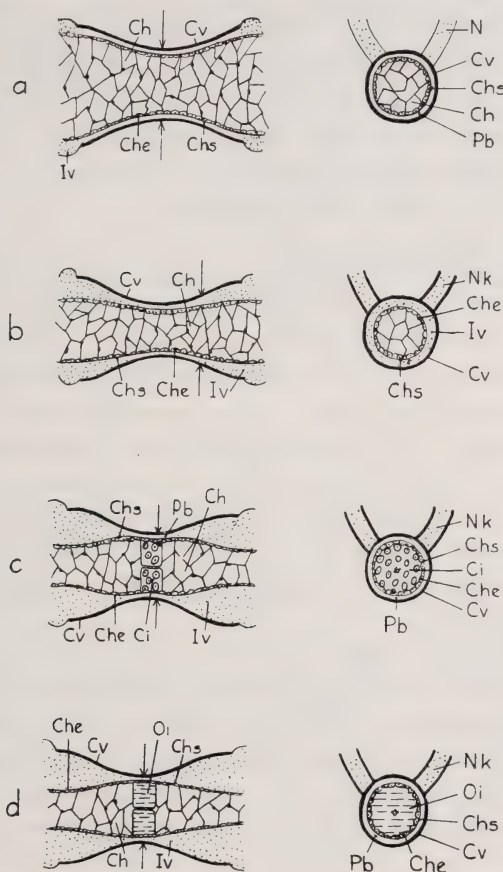 Ch Cv
N
Cv
a
Chs
Ch
Che Chs
Pb
Iv
Cv Ch
Nk
Che
b
Iv
Chs Che Iv
Cv
Chs
Chs Pb Ch
Nk
Chs
c
Ci
Che
Cv Che Ci Iv
Cv
Pb
Che
Cv Oi Chs
Nk
d
Oi
Chs
Ch Iv
Cv
Pb Che